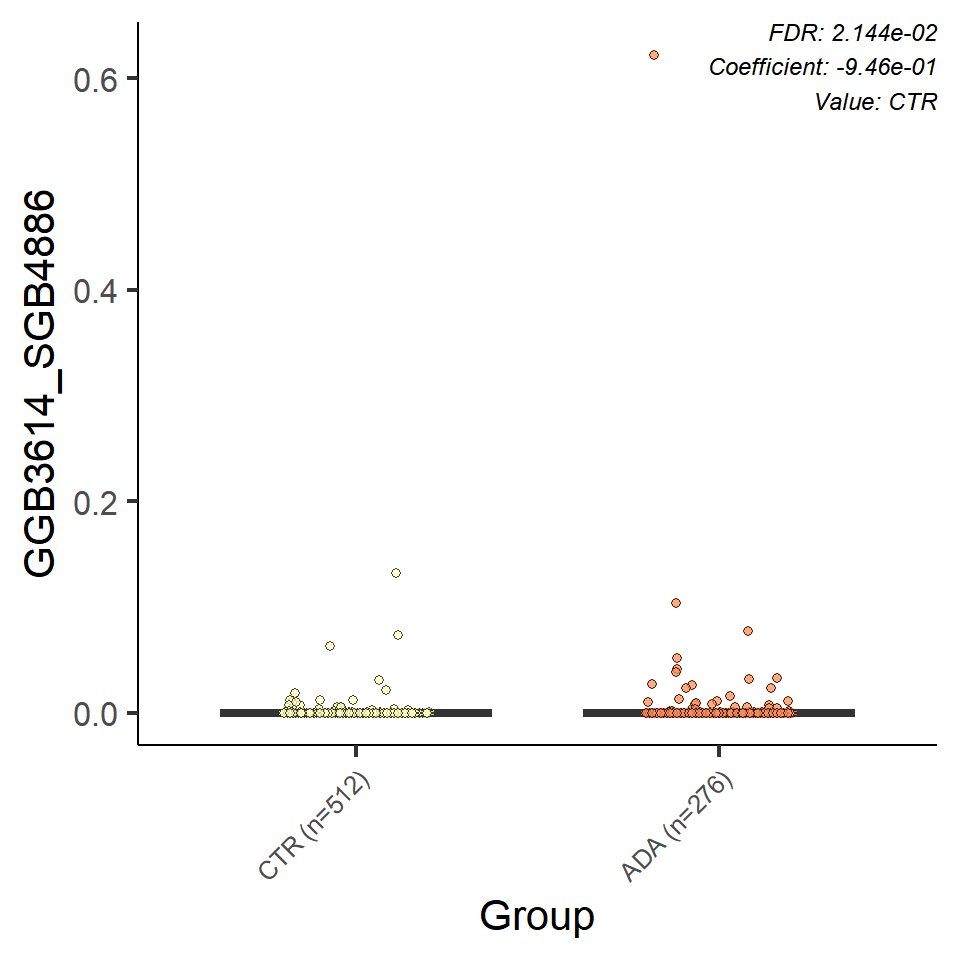 FDR: 2.144e-02
Coefficient: -9.46e-01
Value: CTR
GGB3614_SGB4886
0.6
0.4
0.2
0.0
CTR (n=512)
ADA (n=276)
Group